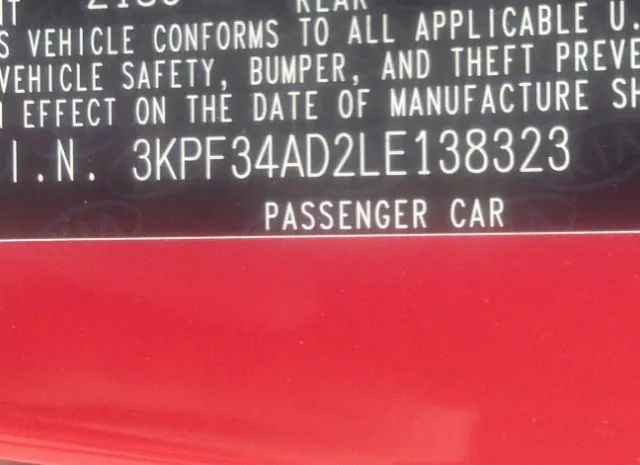 REAR
S VEHICLE CONFORMS TO ALL APPLICABLE U.
VEHICLE SAFETY, BUMPER, AND THEFT PREVE
EFFECT ON THE DATE OF MANUFACTURE SH
I.N. 3KPF34AD2LE138323
PASSENGER CAR